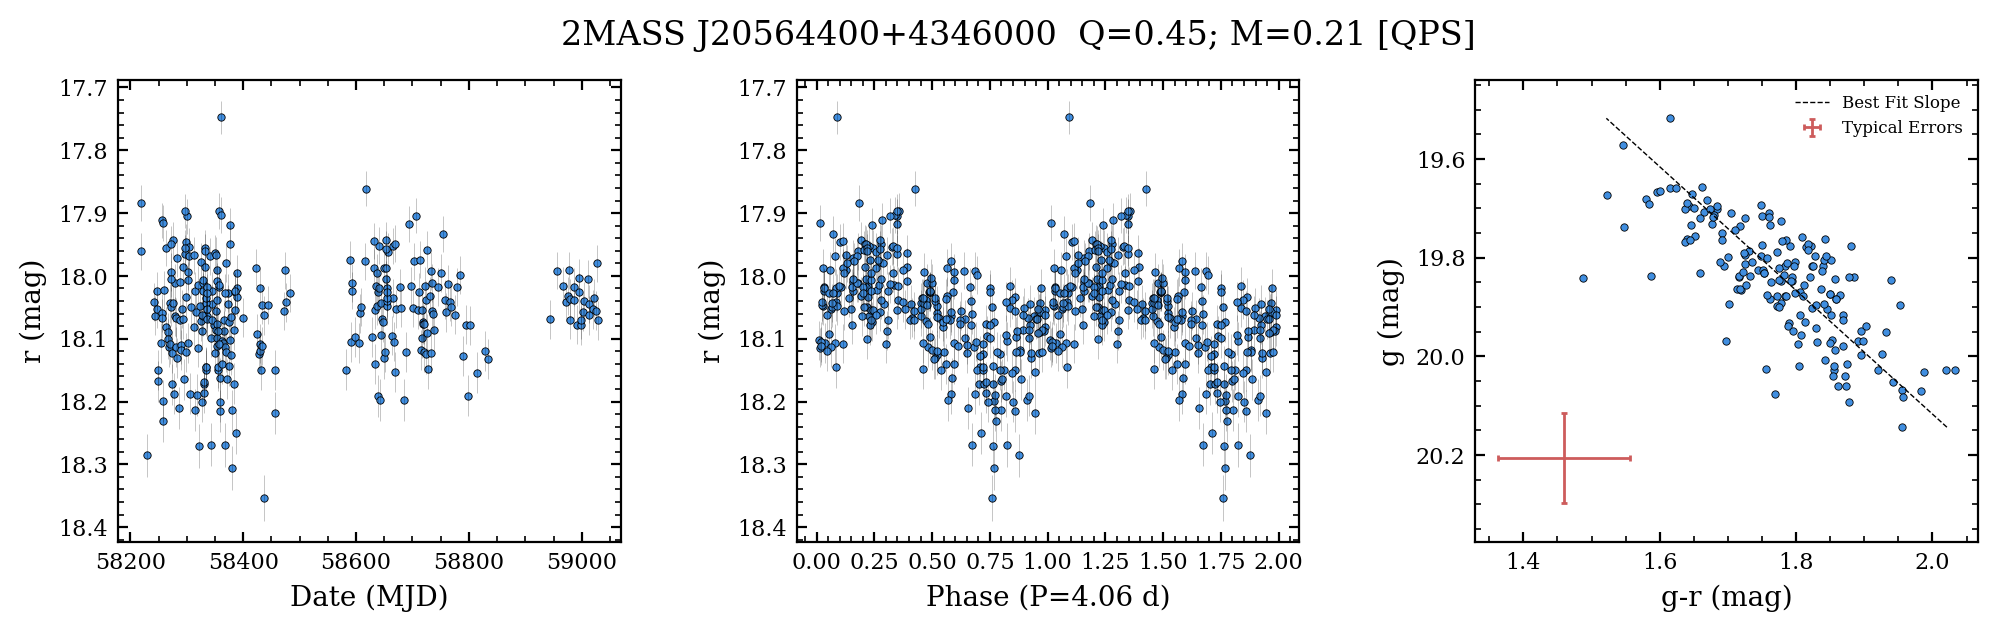 2MASS J20564400+4346000 Q=0.45; M=0.21 [QPS]
17.7
17.8
17.9
18.0
18.1
18.2
18.3
18.4
r (mag)
58200 58400 58600 58800 59000
Date (MJD)
17.7
17.8
17.9
18.0
18.1
18.2
18.3
18.4
r (mag)
0.00 0.25 0.50 0.75 1.00 1.25 1.50 1.75 2.00
Phase (P=4.06 d)
Best Fit Slope
Typical Errors
19.6
19.8
20.0
20.2
g (mag)
1.4 1.6 1.8 2.0
g-r (mag)